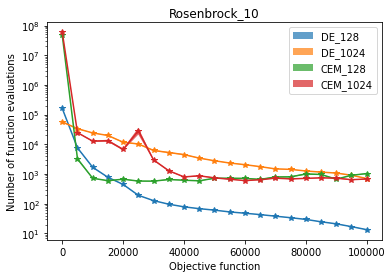 Rosenbrock_10
Number of function evaluations
10^8
10^7
10^6
10^5
10^4
10^3
10^2
10^1
DE_128
DE_1024
CEM_128
CEM_1024
0 20000 40000 60000 80000 100000
Objective function